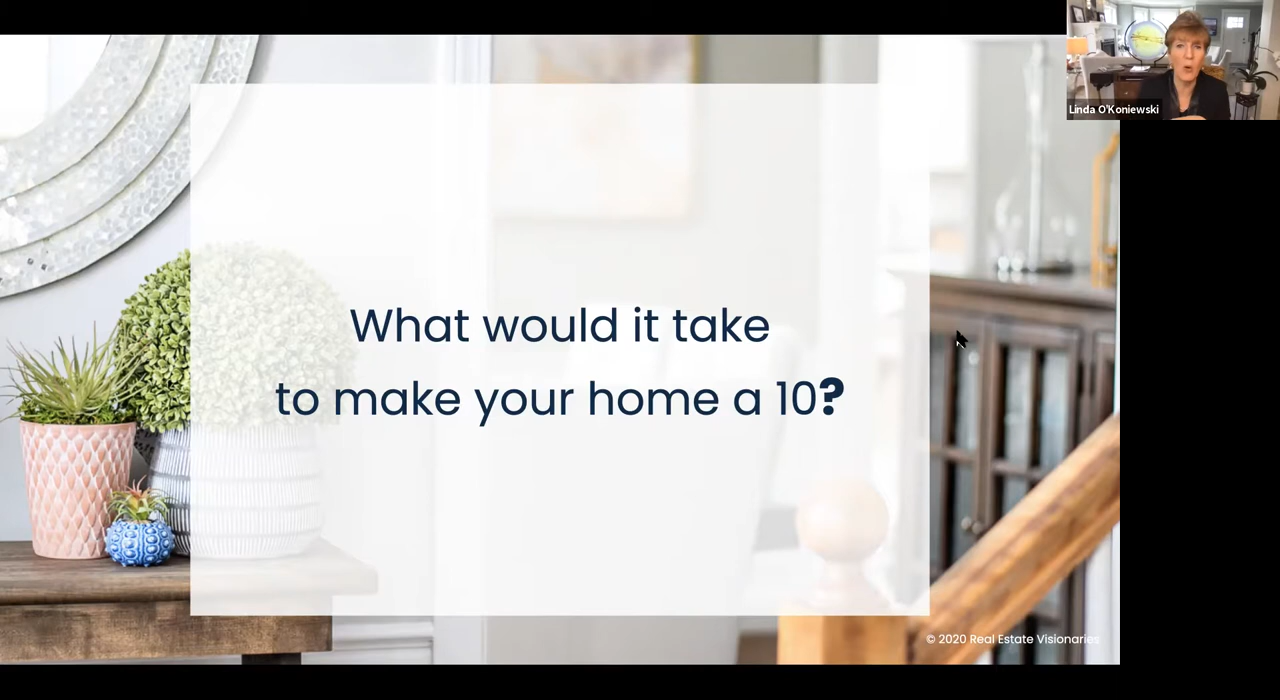 Linda O'Koniewski
What would it take
to make your home a 10?
© 2020 Real Estate Visionaries